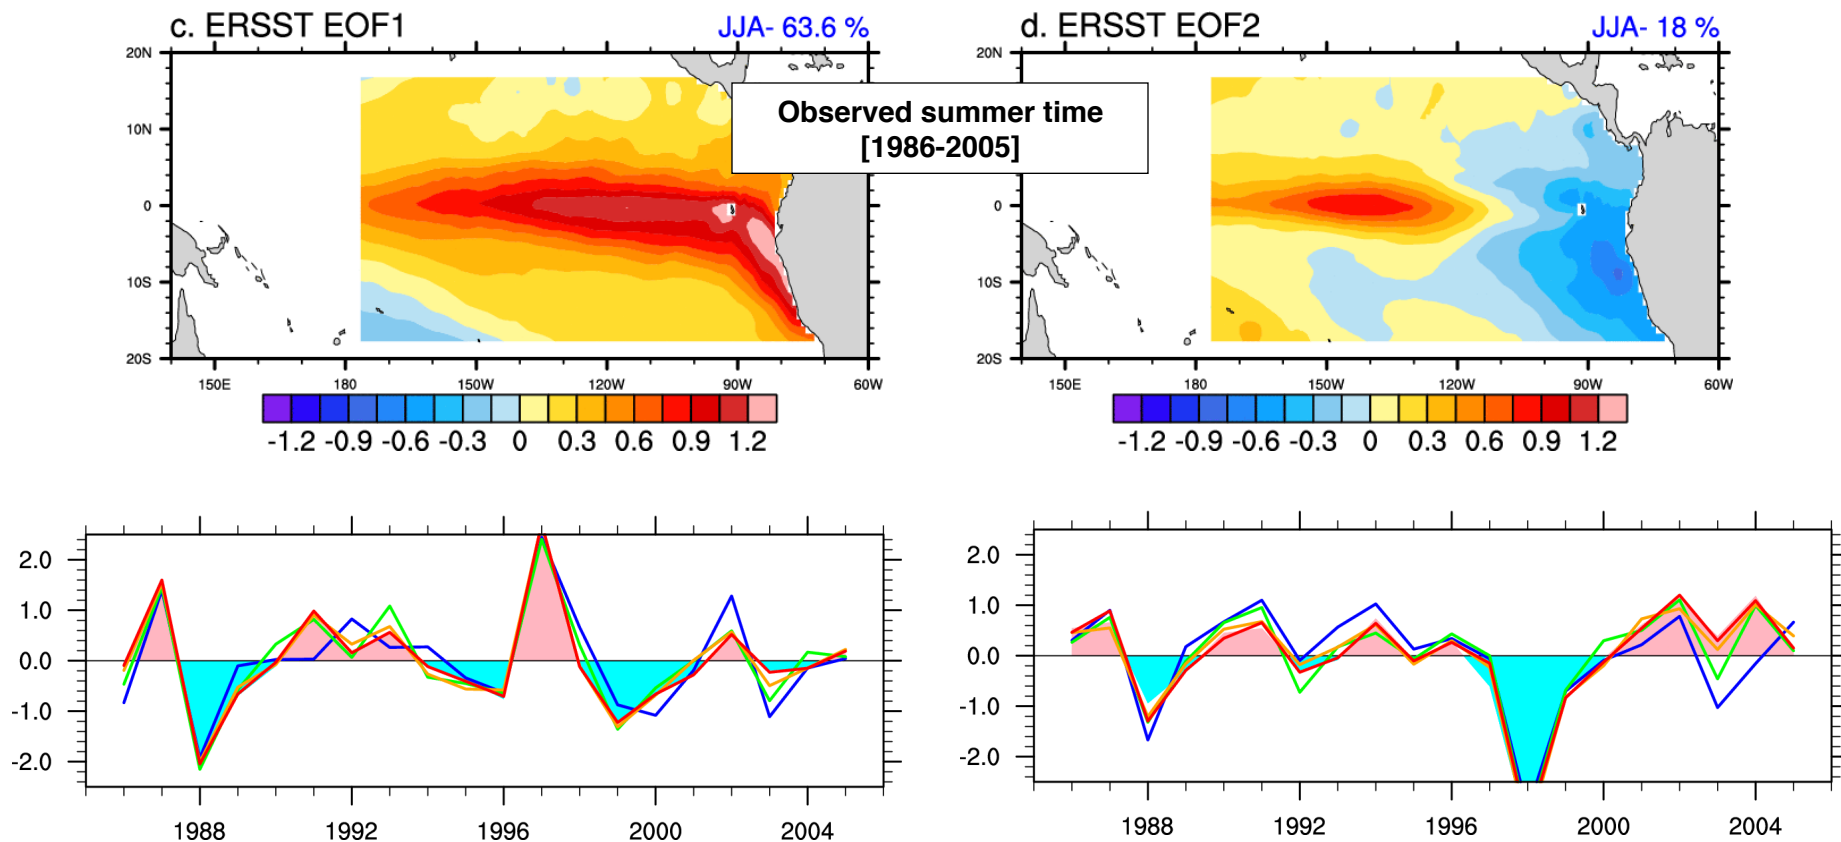 c. ERSST EOF1 JJA- 63.6 %
d. ERSST EOF2 JJA- 18 %
Observed summer time
[1986-2005]
20N
10N
0
10S
20S
150E 180 150W 120W 90W 60W
-1.2 -0.9 -0.6 -0.3 0 0.3 0.6 0.9 1.2
20N
10N
0
10S
20S
150E 180 150W 120W 90W 60W
-1.2 -0.9 -0.6 -0.3 0 0.3 0.6 0.9 1.2
2.0
1.0
0.0
-1.0
-2.0
1988 1992 1996 2000 2004
2.0
1.0
0.0
-1.0
-2.0
1988 1992 1996 2000 2004